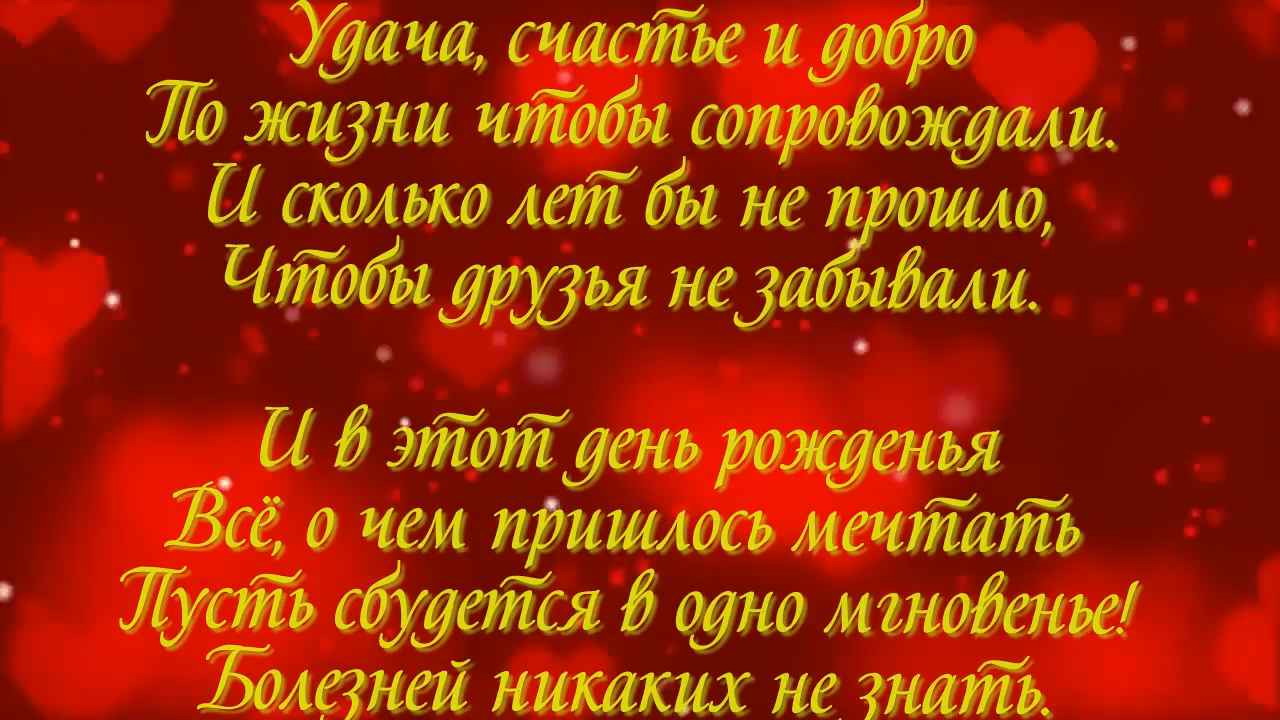 Удача, счастье и добро
По жизни чтобы сопровождали.
И сколько лет бы не прошло,
Чтобы друзья не забывали.
И в этот день рожденья
Всё, о чем пришлось мечтать
Пусть сбудется в одно мгновенье!
Болезней никаких не знать.